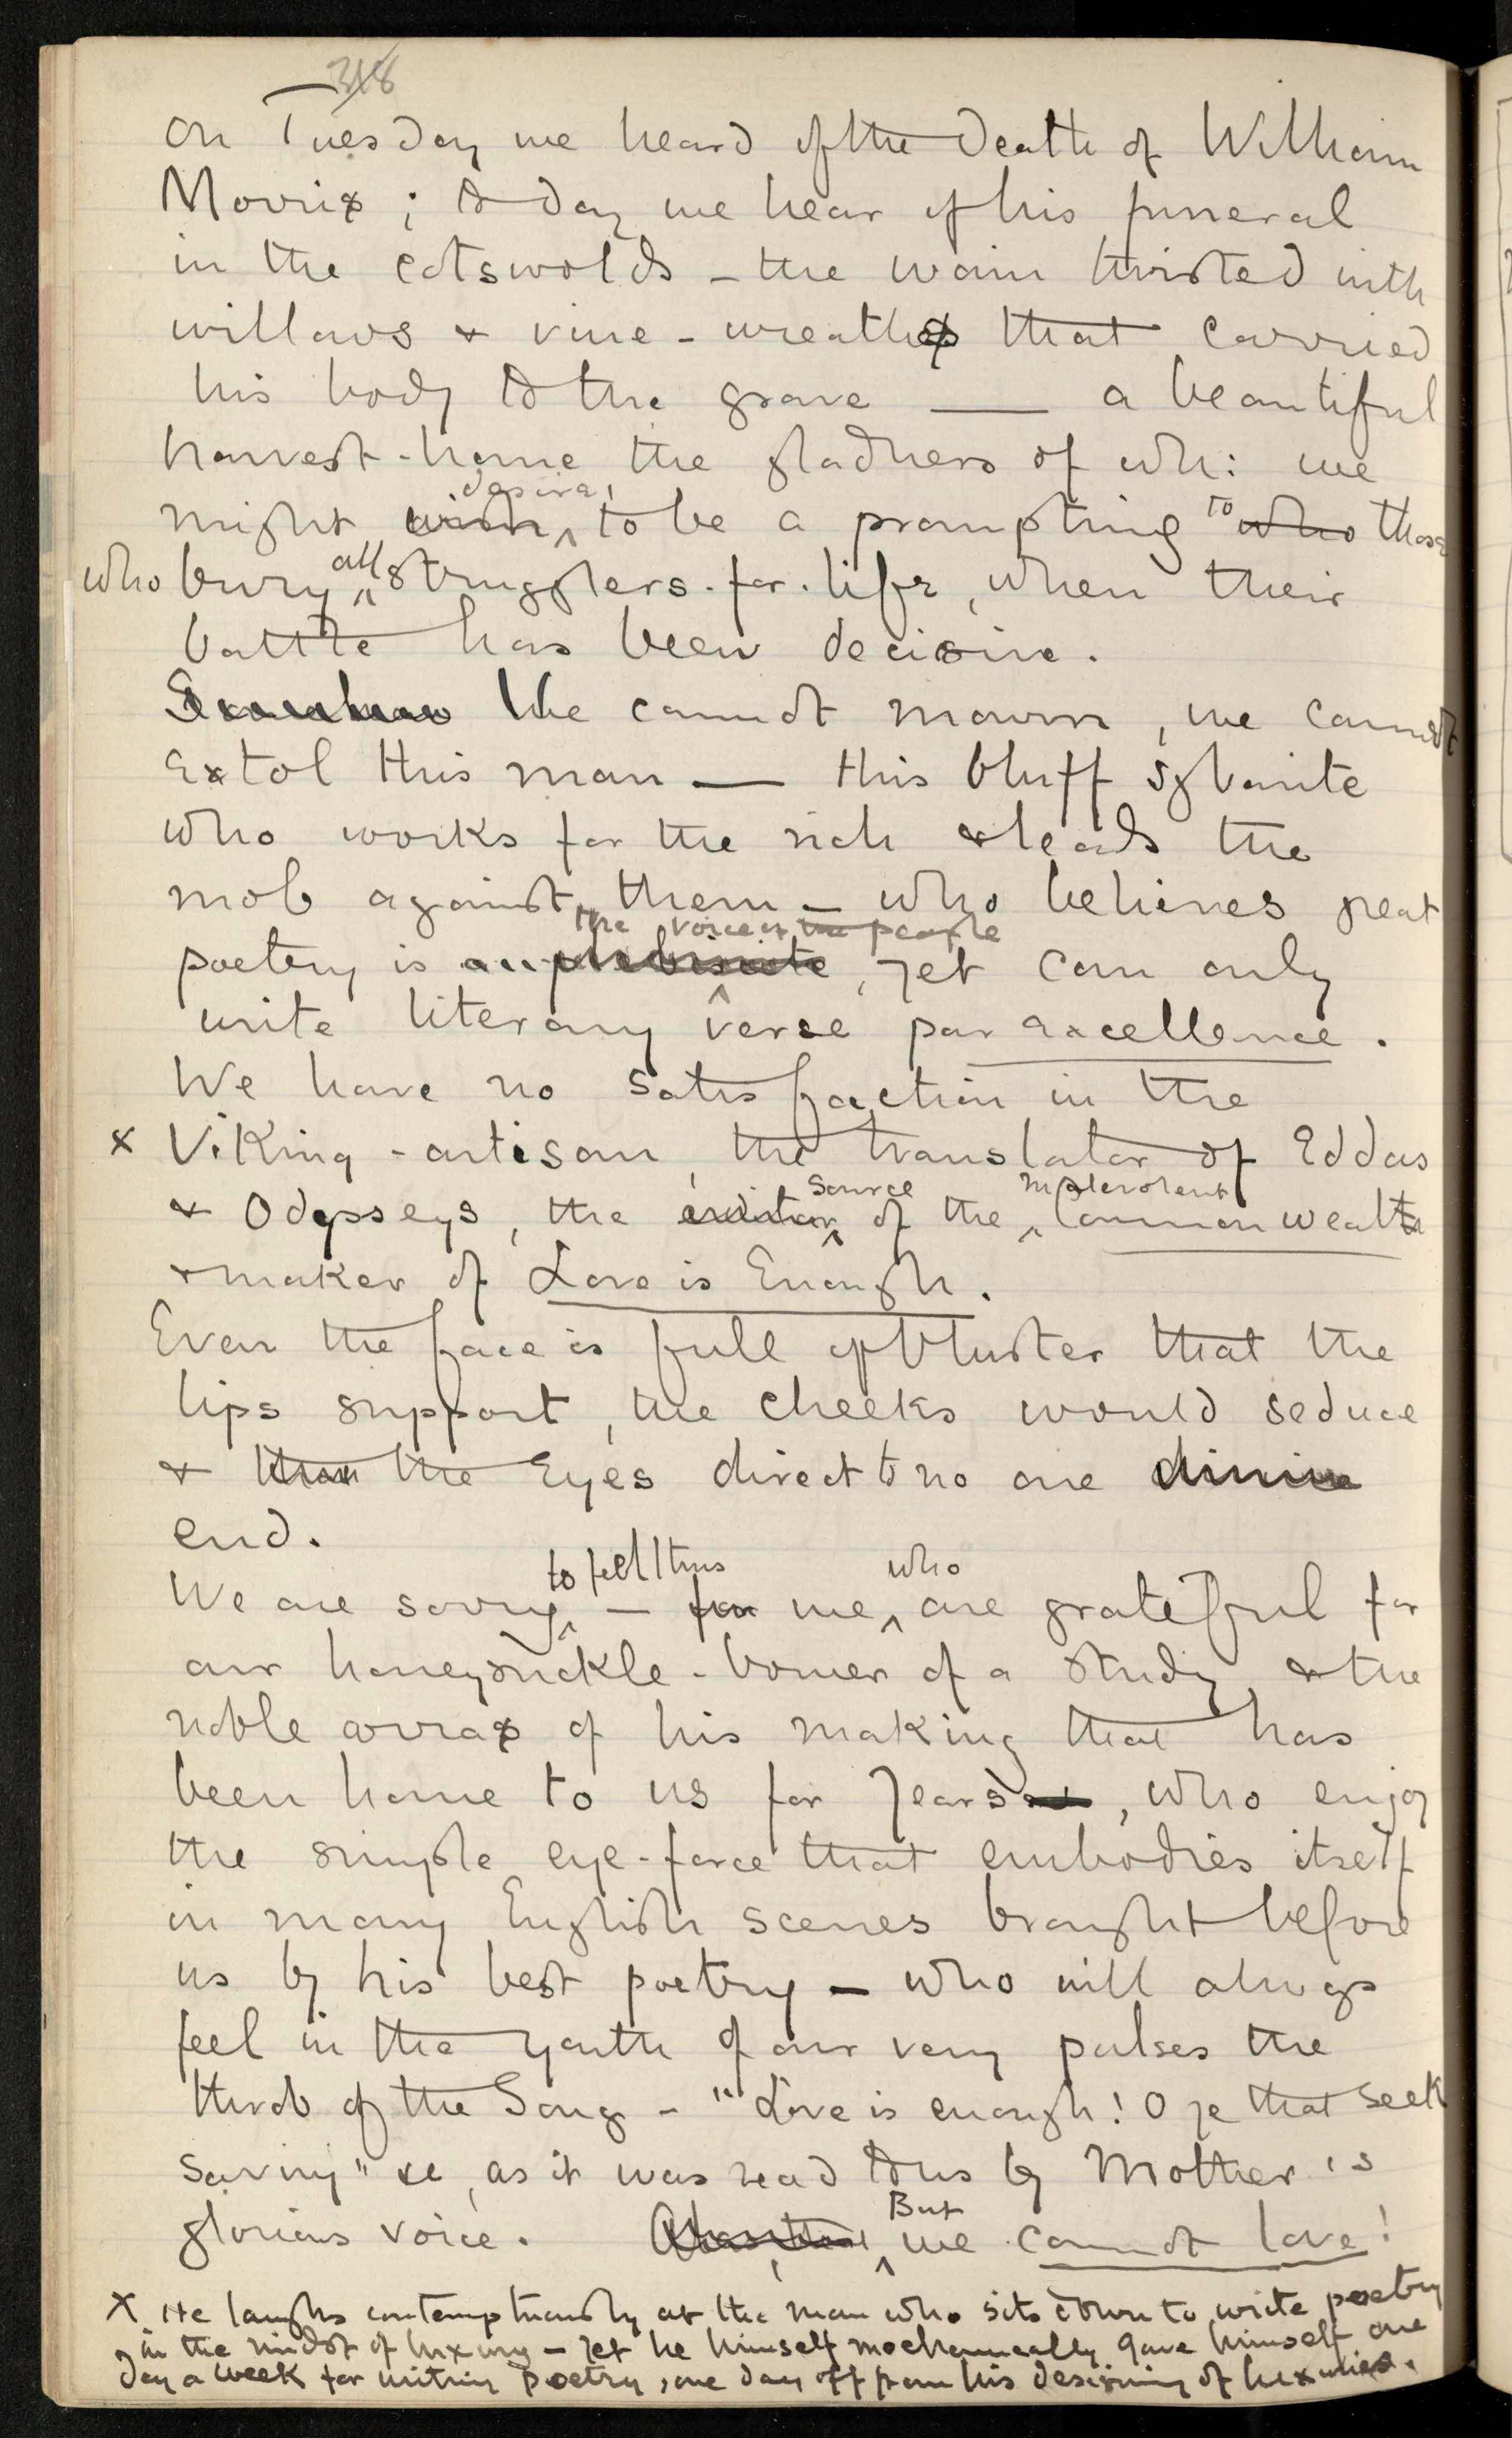 318
On Tuesday we heard of the death of William
Morris; to day we hear of his funeral
in the Cotswolds - the wain twisted with
willows & vine-wreaths that carried
his body to the grave — a beautiful
harvest-home the gladness of wh: we
desire,
might wish to be a prompting to who those
who bury all strugglers-for-life, when their
battle has been decisive.
Somehow We cannot mourn, we cannot
extol this man — this bluff sybarite
who works for the rich & leads the
mob against them - who believes great
the voice of the people
poetry is plebiscite, yet can only
write literary verse par excellence.
We have no satisfaction in the
x Viking-artisan, the translator of Eddas
source malevolent
& Odysseys, the of the Commonwealth
& maker of Love is Enough.
Even the face is full of bluster that the
lips support, the cheeks would seduce
& the Eyes direct to no one divine
end.
to feel thus who
We are sorry - for we are grateful for
our honeysuckle-bower of a study & the
noble arras of his making that has
been home to us for years, who enjoy
the simple eye-force that embodies itself
in many English scenes brought before
us by his best poetry - who will always
feel in the youth of our very pulses the
throb of the Song - "Love is enough! O ye that seek
saving" &c, as it was read to us by Mother's
But
glorious voice. we cannot love!
X He laughs contemptuously at the man who sits down to write poetry
in the midst of luxury - yet he himself mechanically gave himself one
day a week for writing poetry, one day off from his designing of luxuries.